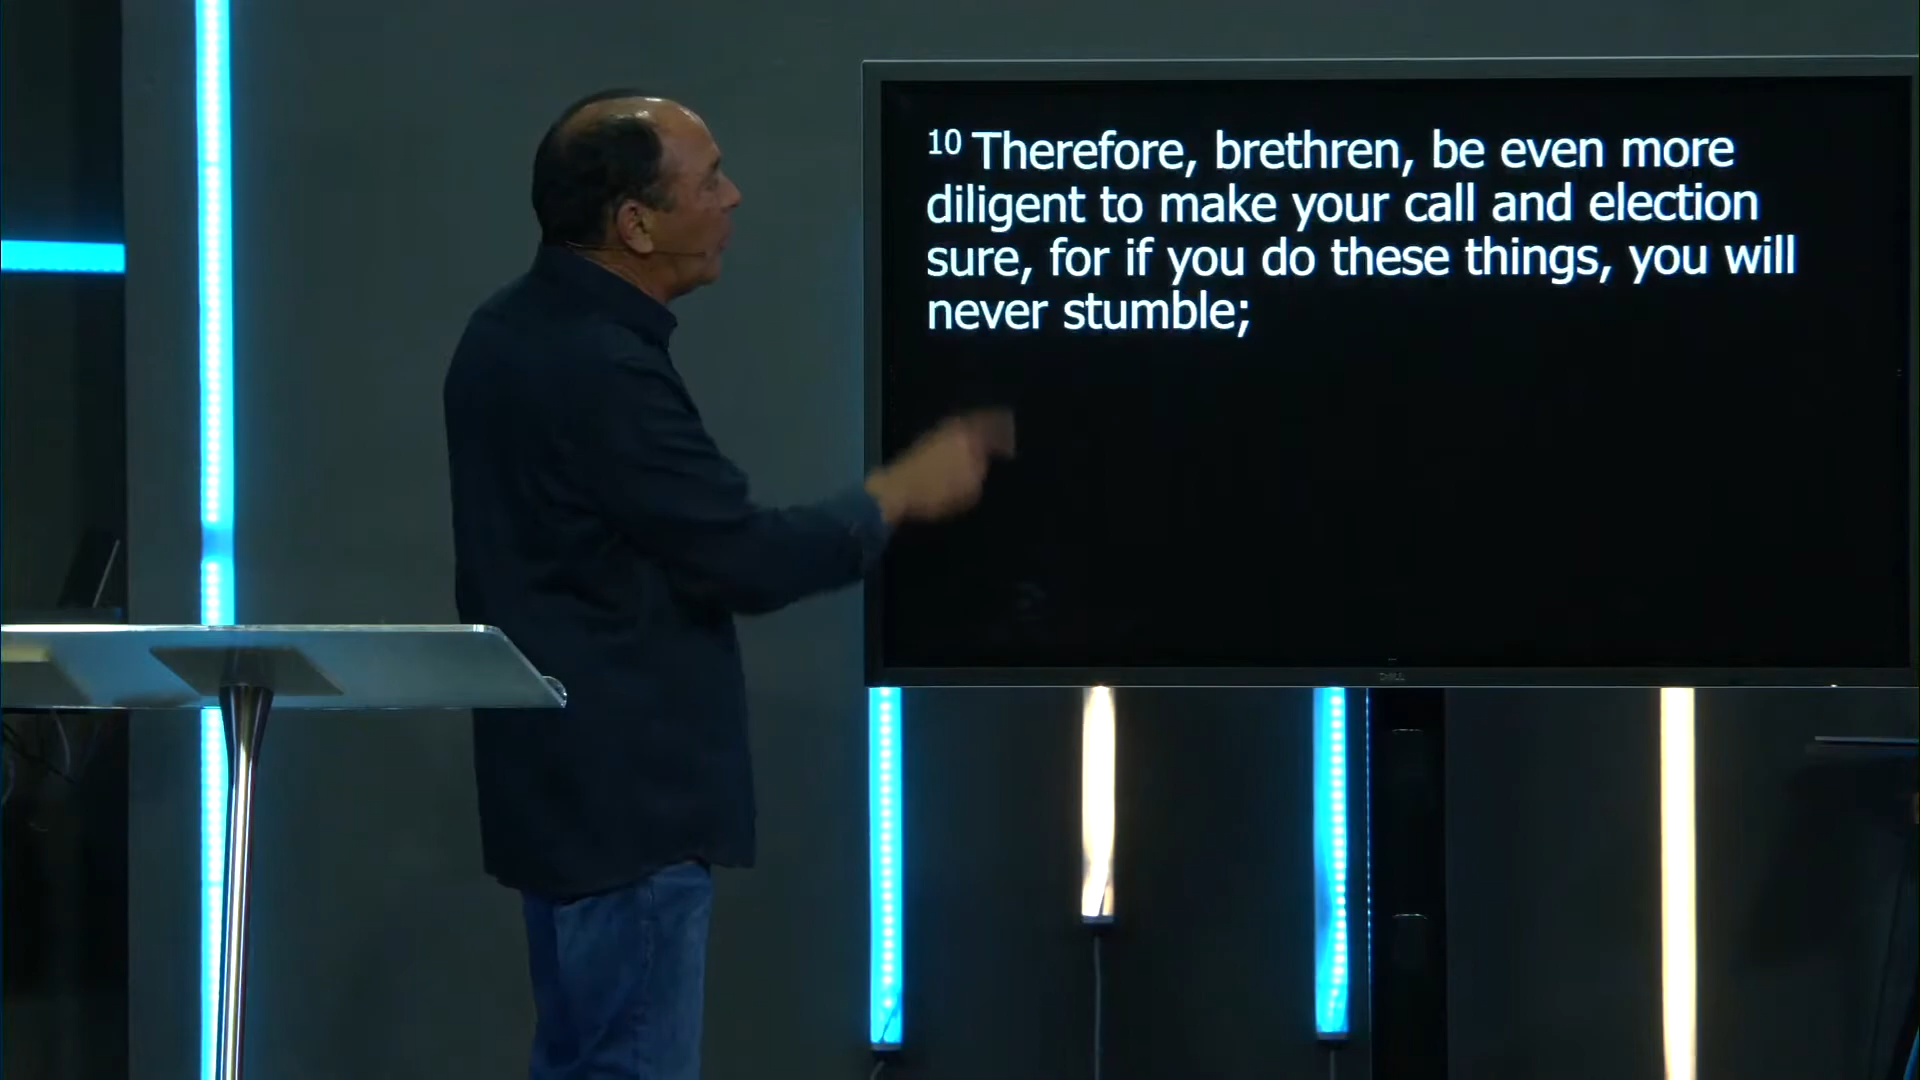 10 Therefore, brethren, be even more
diligent to make your call and election
sure, for if you do these things, you will
never stumble;
DELL